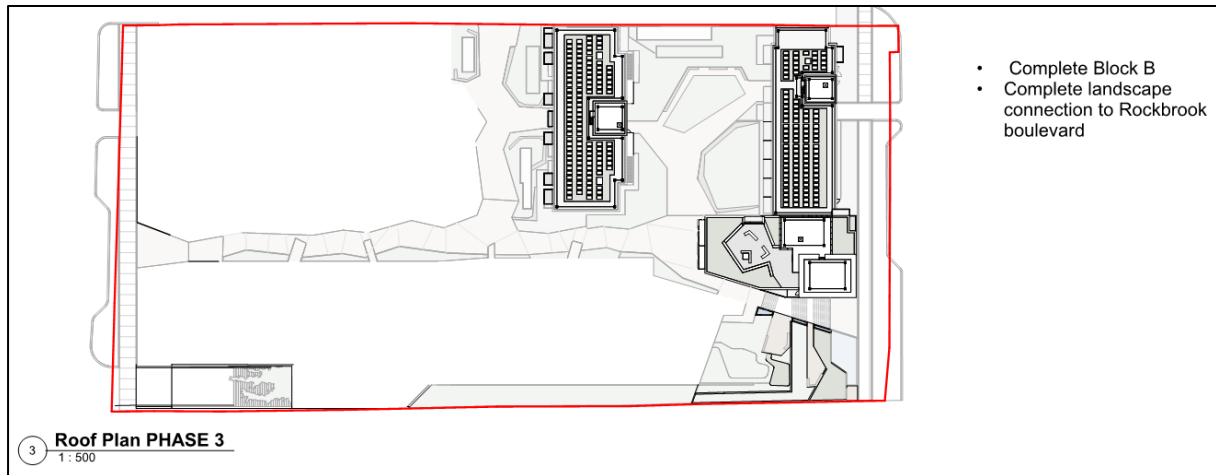 • Complete Block B
• Complete landscape
connection to Rockbrook
boulevard
3
Roof Plan PHASE 3
1 : 500